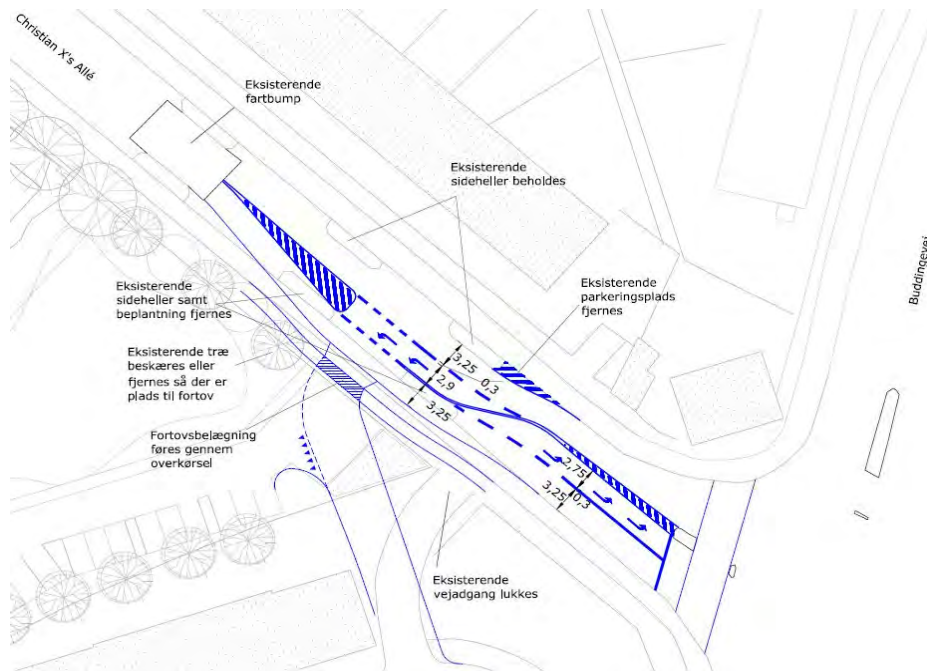 Christian X's Allé
Eksisterende
fartbump
Eksisterende
sideheller beholdes
Buddingevej
Eksisterende
sideheller samt
beplantning fjernes
Eksisterende
parkeringsplads
fjernes
Eksisterende træ
beskæres eller
fjernes så der er
plads til fortov
3,25
0,3
2,9
3,25
Fortovsbelægning
føres gennem
overkørsel
2,75
0,3
3,25
Eksisterende
vejadgang lukkes